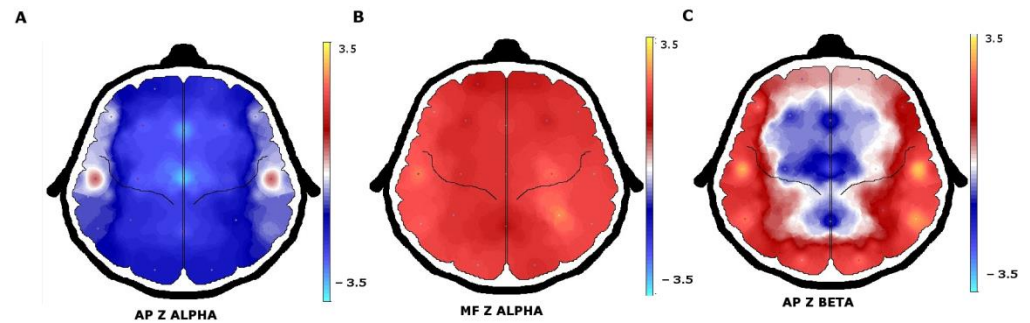 A
B
C
3.5
3.5
3.5
– 3.5
– 3.5
– 3.5
AP Z ALPHA
MF Z ALPHA
AP Z BETA